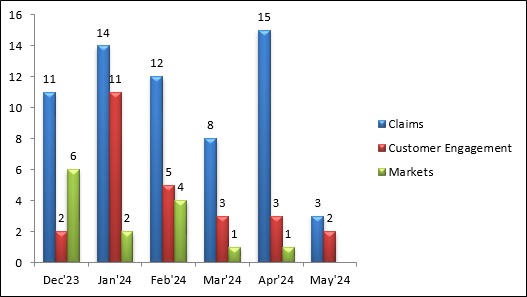 16
14
12
10
8
6
4
2
0
11
2
6
14
11
2
12
5
4
8
3
1
15
3
1
3
2
Dec'23
Jan'24
Feb'24
Mar'24
Apr'24
May'24
Claims
Customer Engagement
Markets